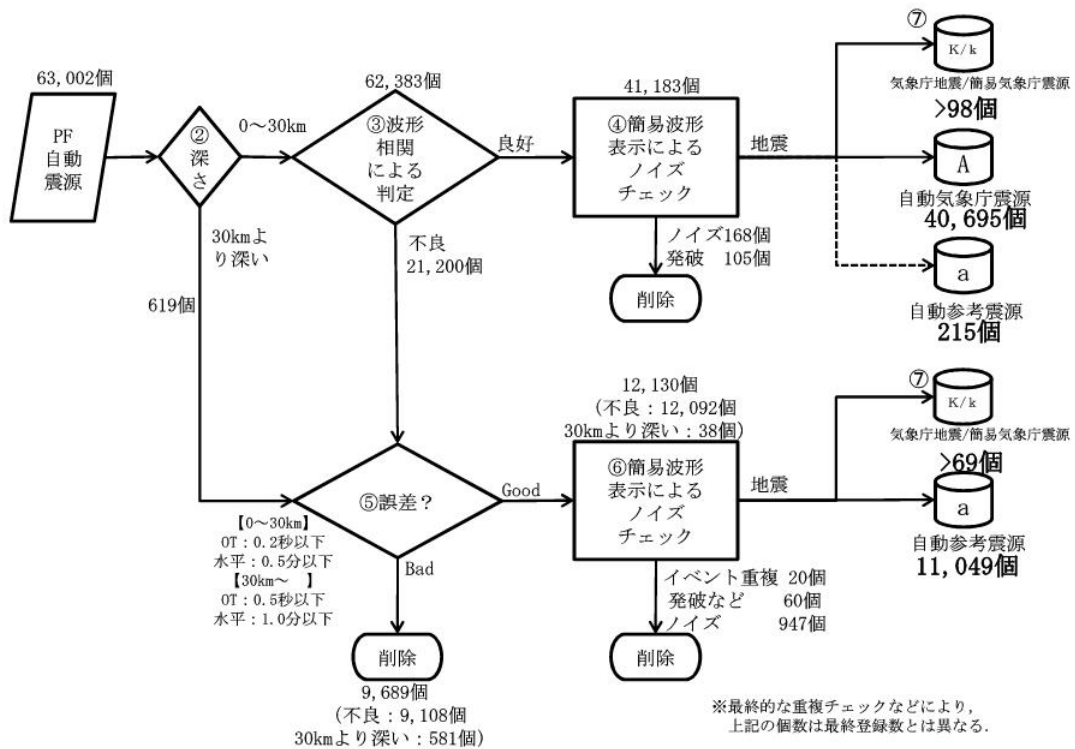 63,002個
PF
自動
震源
②
深
さ
0～30km
30kmよ
り深い
619個
62,383個
③波形
相関
による
判定
良好
不良
21,200個
41,183個
④簡易波形
表示による
ノイズ
チェック
地震
ノイズ168個
発破 105個
削除
⑦
K/k
気象庁地震/簡易気象庁震源
>98個
A
自動気象庁震源
40,695個
a
自動参考震源
215個
⑤誤差？
【0～30km】
OT：0.2秒以下
水平：0.5分以下
【30km～ 】
OT：0.5秒以下
水平：1.0分以下
Good
Bad
削除
9,689個
(不良：9,108個
30kmより深い：581個)
12,130個
(不良：12,092個
30kmより深い：38個)
⑥簡易波形
表示による
ノイズ
チェック
地震
イベント重複 20個
発破など 60個
ノイズ 947個
削除
⑦
K/k
気象庁地震/簡易気象庁震源
>69個
a
自動参考震源
11,049個
※最終的な重複チェックなどにより，
上記の個数は最終登録数とは異なる．